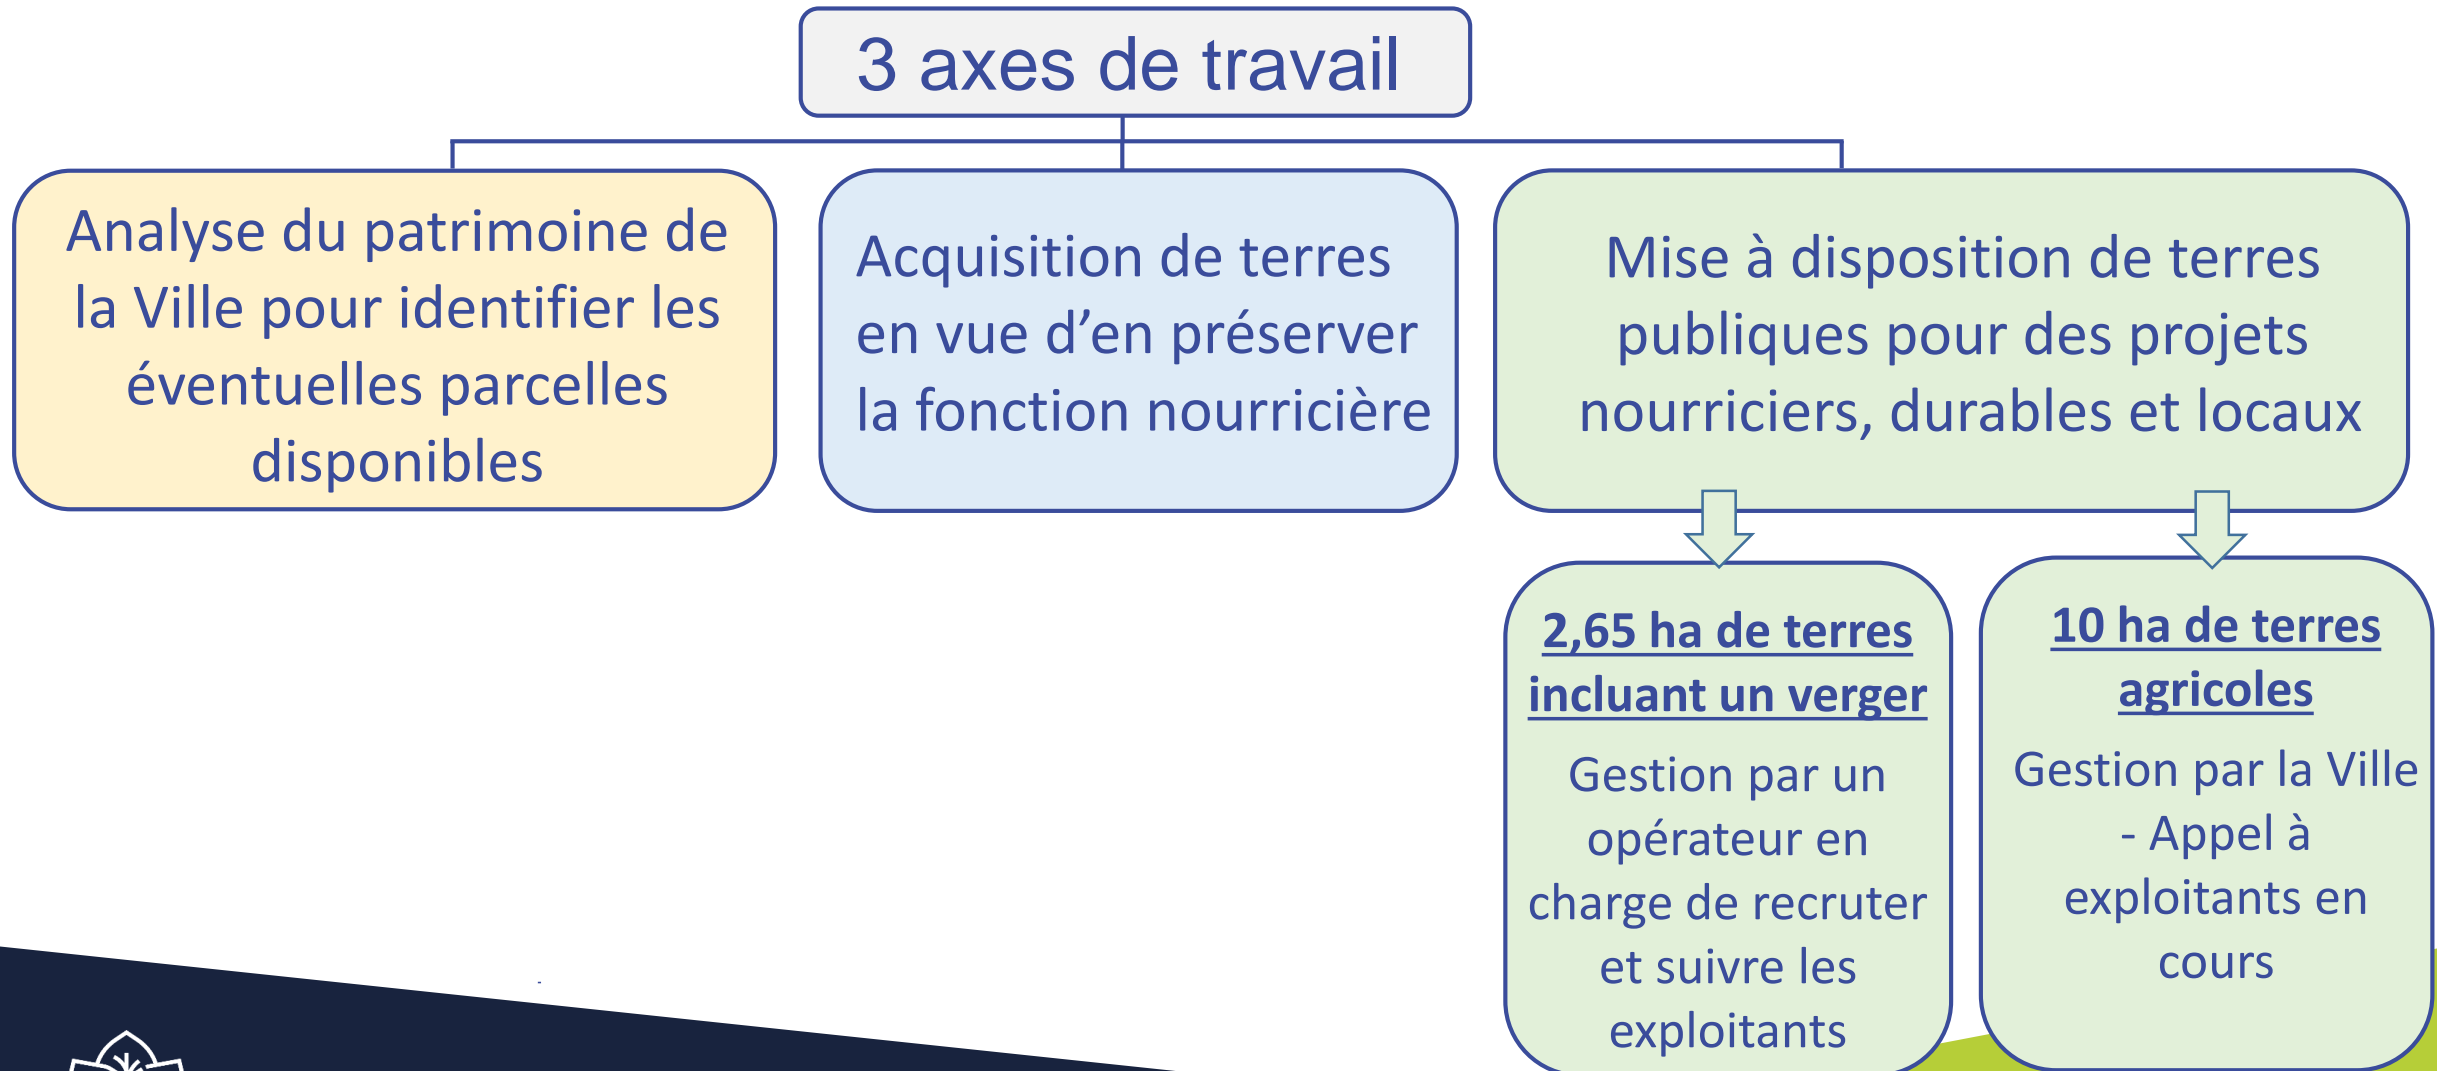 3 axes de travail
Analyse du patrimoine de
la Ville pour identifier les
éventuelles parcelles
disponibles
Acquisition de terres
en vue d’en préserver
la fonction nourricière
Mise à disposition de terres
publiques pour des projets
nourriciers, durables et locaux
2,65 ha de terres
incluant un verger
Gestion par un
opérateur en
charge de recruter
et suivre les
exploitants
10 ha de terres
agricoles
Gestion par la Ville
- Appel à
exploitants en
cours